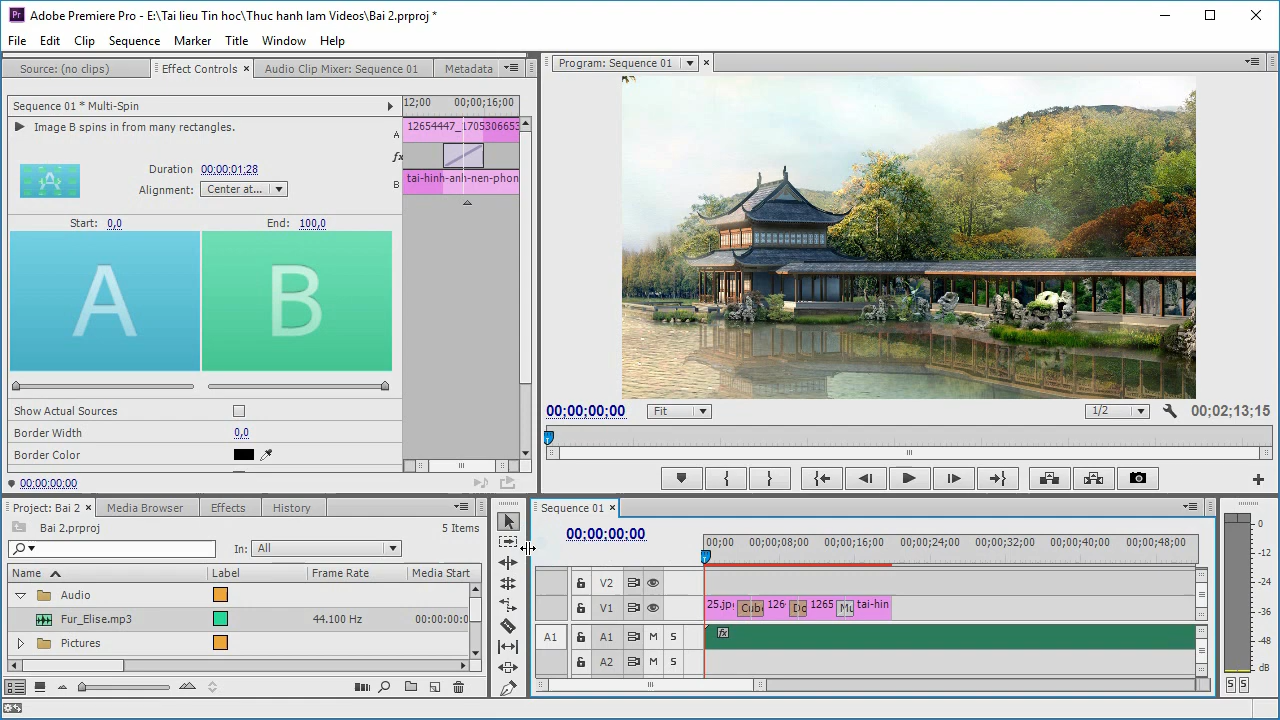 Pr Adobe Premiere Pro - E:\Tai lieu Tin hoc\Thuc hanh lam Videos\Bai 2.prproj *
File Edit Clip Sequence Marker Title Window Help
Source: (no clips) Effect Controls × Audio Clip Mixer: Sequence 01 Metadata
Program: Sequence 01 ×
Sequence 01 * Multi-Spin
12;00 00;00;16;00
Image B spins in from many rectangles.
A 12654447_1705306653
fx
Duration 00;00;01;28
Alignment: Center at...
B tai-hinh-anh-nen-phon
Start: 0,0 End: 100,0
A B
Show Actual Sources
Border Width 0,0
Border Color
00;00;00;00
00;00;00;00 Fit 1/2 00;02;13;15
Project: Bai 2 × Media Browser Effects History
Bai 2.prproj 5 Items
In: All
Name Label Frame Rate Media Start
Audio
Fur_Elise.mp3 44.100 Hz 00;00;00;0
Pictures
Sequence 01 ×
00;00;00;00
00;00 00;00;08;00 00;00;16;00 00;00;24;00 00;00;32;00 00;00;40;00 00;00;48;00
V2
V1 25.jp Cub 126 Do 1265 Mu tai-hin
A1 A1 M S fx
A2 M S
0
-12
-24
-36
-48
dB
S S